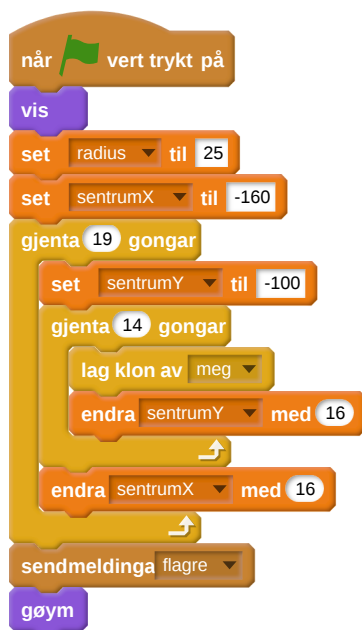 når vert trykt på
vis
set radius til 25
set sentrumX til -160
gjenta 19 gongar
set sentrumY til -100
gjenta 14 gongar
lag klon av meg
endra sentrumY med 16
endra sentrumX med 16
sendmeldinga flagre
gøym